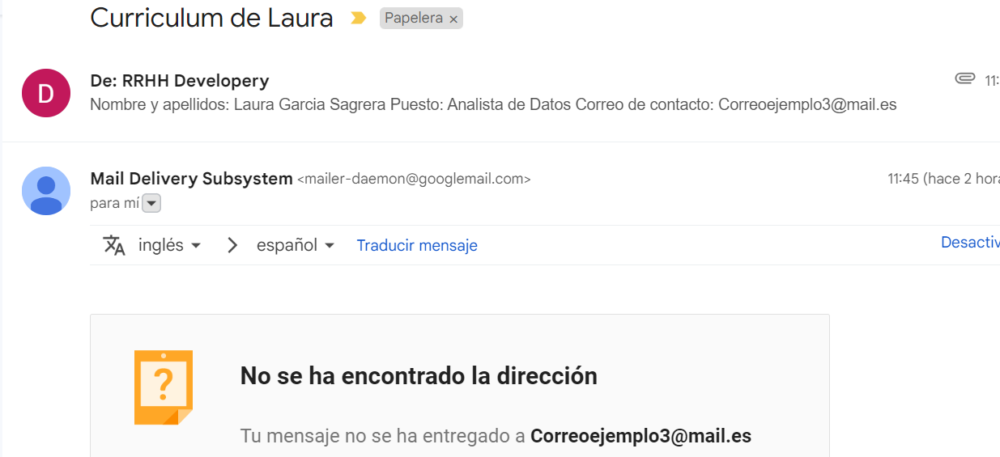 Curriculum de Laura Papelera ×
D De: RRHH Developery 11:
Nombre y apellidos: Laura Garcia Sagrera Puesto: Analista de Datos Correo de contacto: Correoejemplo3@mail.es
Mail Delivery Subsystem <mailer-daemon@googlemail.com> 11:45 (hace 2 hora
para mí
inglés > español Traducir mensaje Desactiv
?
No se ha encontrado la dirección
Tu mensaje no se ha entregado a Correoejemplo3@mail.es